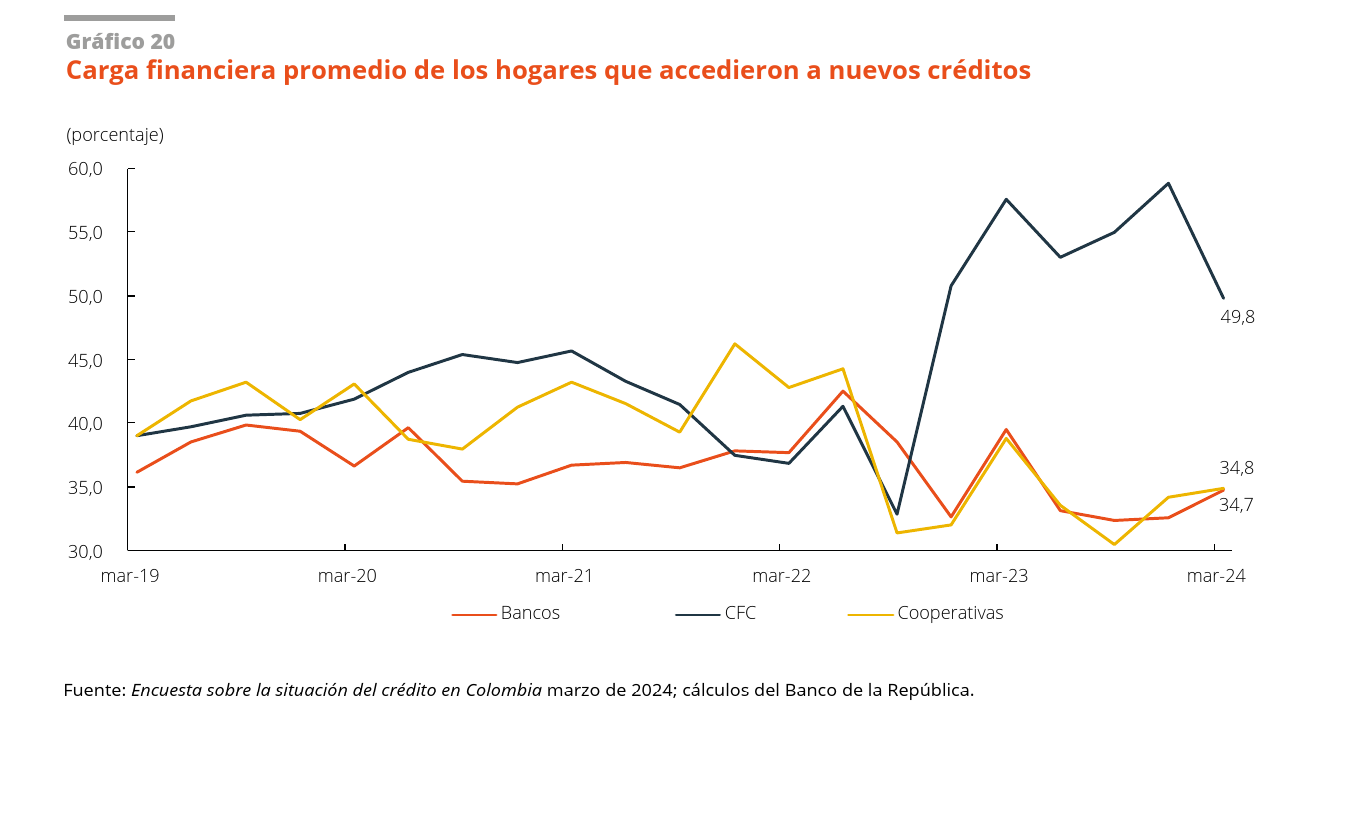 Gráfico 20
Carga financiera promedio de los hogares que accedieron a nuevos créditos
(porcentaje)
60,0
55,0
50,0
45,0
40,0
35,0
30,0
49,8
34,8
34,7
mar-19 mar-20 mar-21 mar-22 mar-23 mar-24
Bancos CFC Cooperativas
Fuente: Encuesta sobre la situación del crédito en Colombia marzo de 2024; cálculos del Banco de la República.